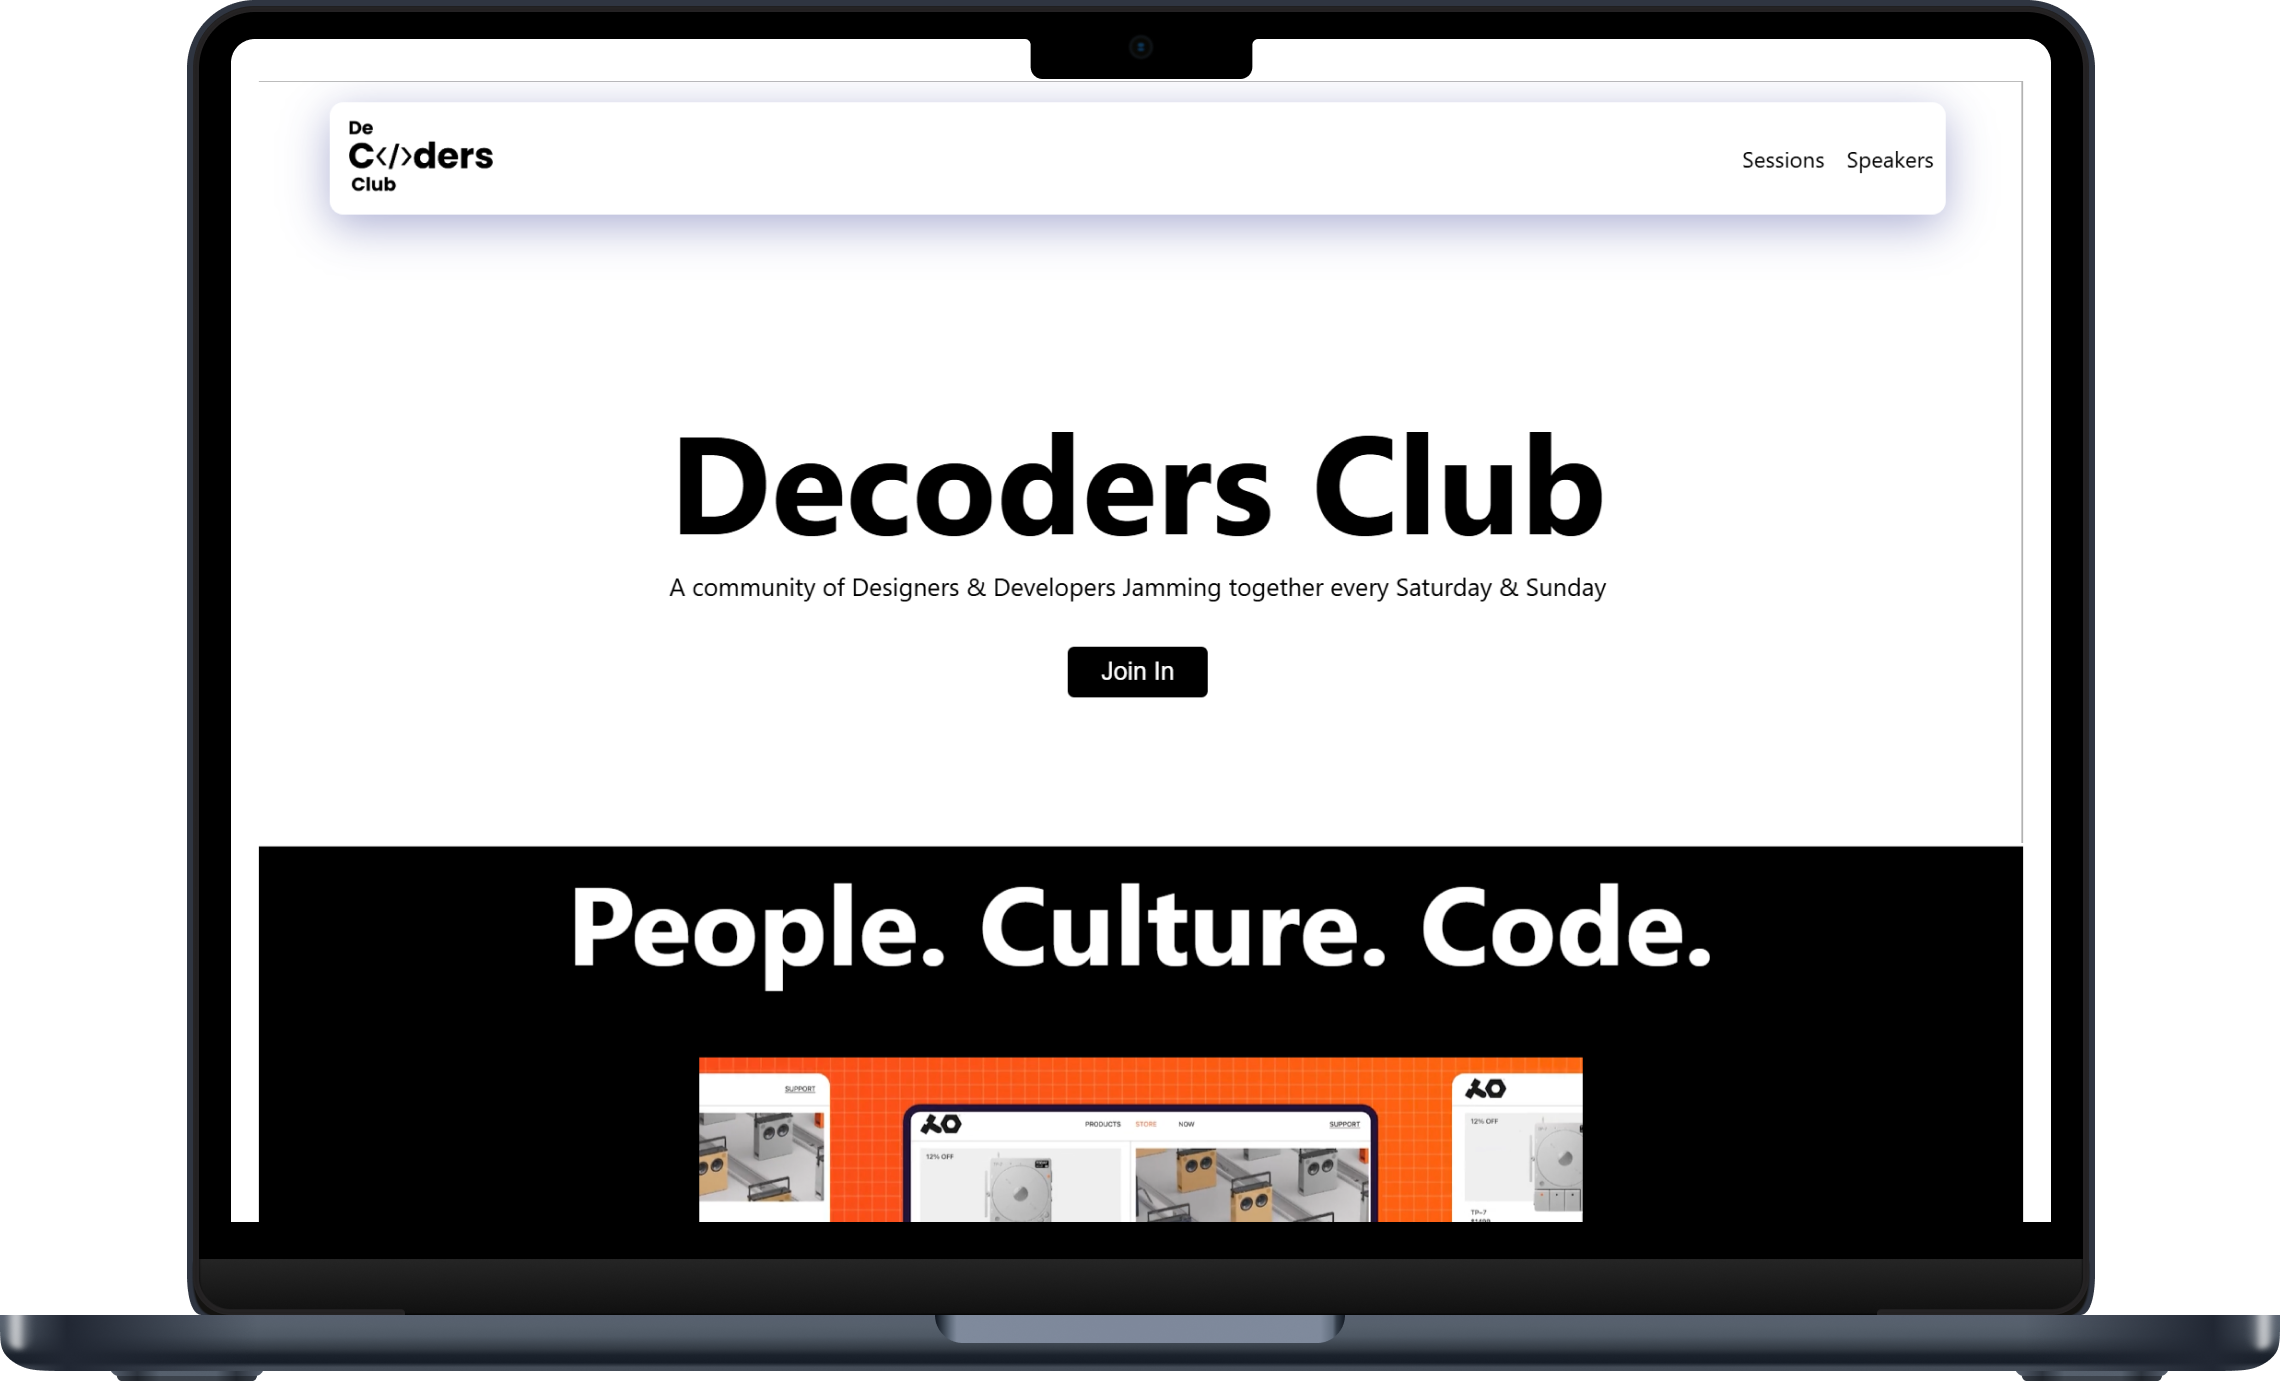 De
C</>ders
Club
Sessions Speakers
Decoders Club
A community of Designers & Developers Jamming together every Saturday & Sunday
Join In
People. Culture. Code.
SUPPORT
PRODUCTS STORE NOW SUPPORT
12% OFF
12% OFF
TP-7